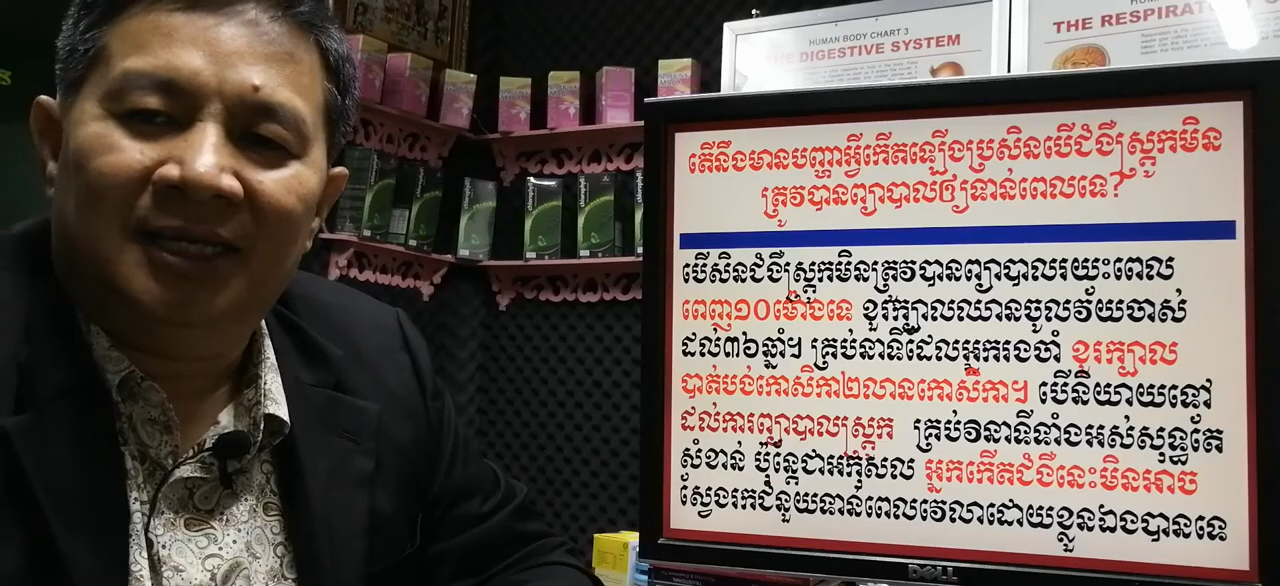 HUMAN BODY CHART 3
THE DIGESTIVE SYSTEM
THE RESPIRAT
តើនឹងមានបញ្ហាអ្វីកើតឡើងប្រសិនបើជំងឺស្ត្រូកមិន
ត្រូវបានព្យាបាលឲ្យទាន់ពេលទេ?
បើសិនជំងឺស្ត្រូកមិនត្រូវបានព្យាបាលរយះពេល
ពេញ១០ម៉ោងទេ ខួរក្បាលឈានចូលវ័យចាស់
ដល់៣៦ឆ្នាំ។ គ្រប់នាទីដែលអ្នករងចាំ ខួរក្បាល
បាត់បង់កោសិកា២លានកោសិកា។ បើនិយាយទៅ
ដល់ការព្យាបាលស្ត្រូក គ្រប់វិនាទីទាំងអស់សុទ្ធតែ
សំខាន់ ប៉ុន្តែជាអកុសល អ្នកកើតជំងឺនេះមិនអាច
ស្វែងរកជំនួយទាន់ពេលវេលាដោយខ្លួនឯងបានទេ
DELL